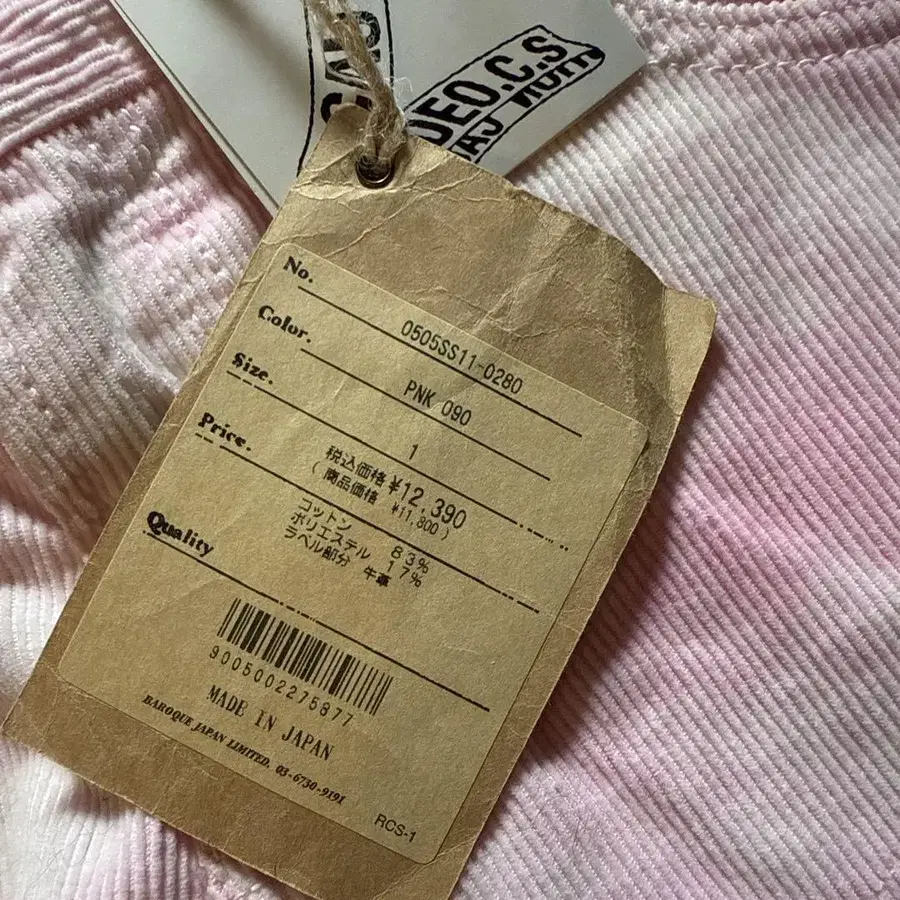 DEO.C.S
No. 0505SS11-0280
Color. PNK 090
Size. 1
Price. 税込価格 ¥12,390
(商品価格 ¥11,800)
Quality コットン 83%
ポリエステル 17%
ラベル部分 牛革
9005002275877
MADE IN JAPAN
BAROQUE JAPAN LIMITED. 03-6730-9191
RCS-1